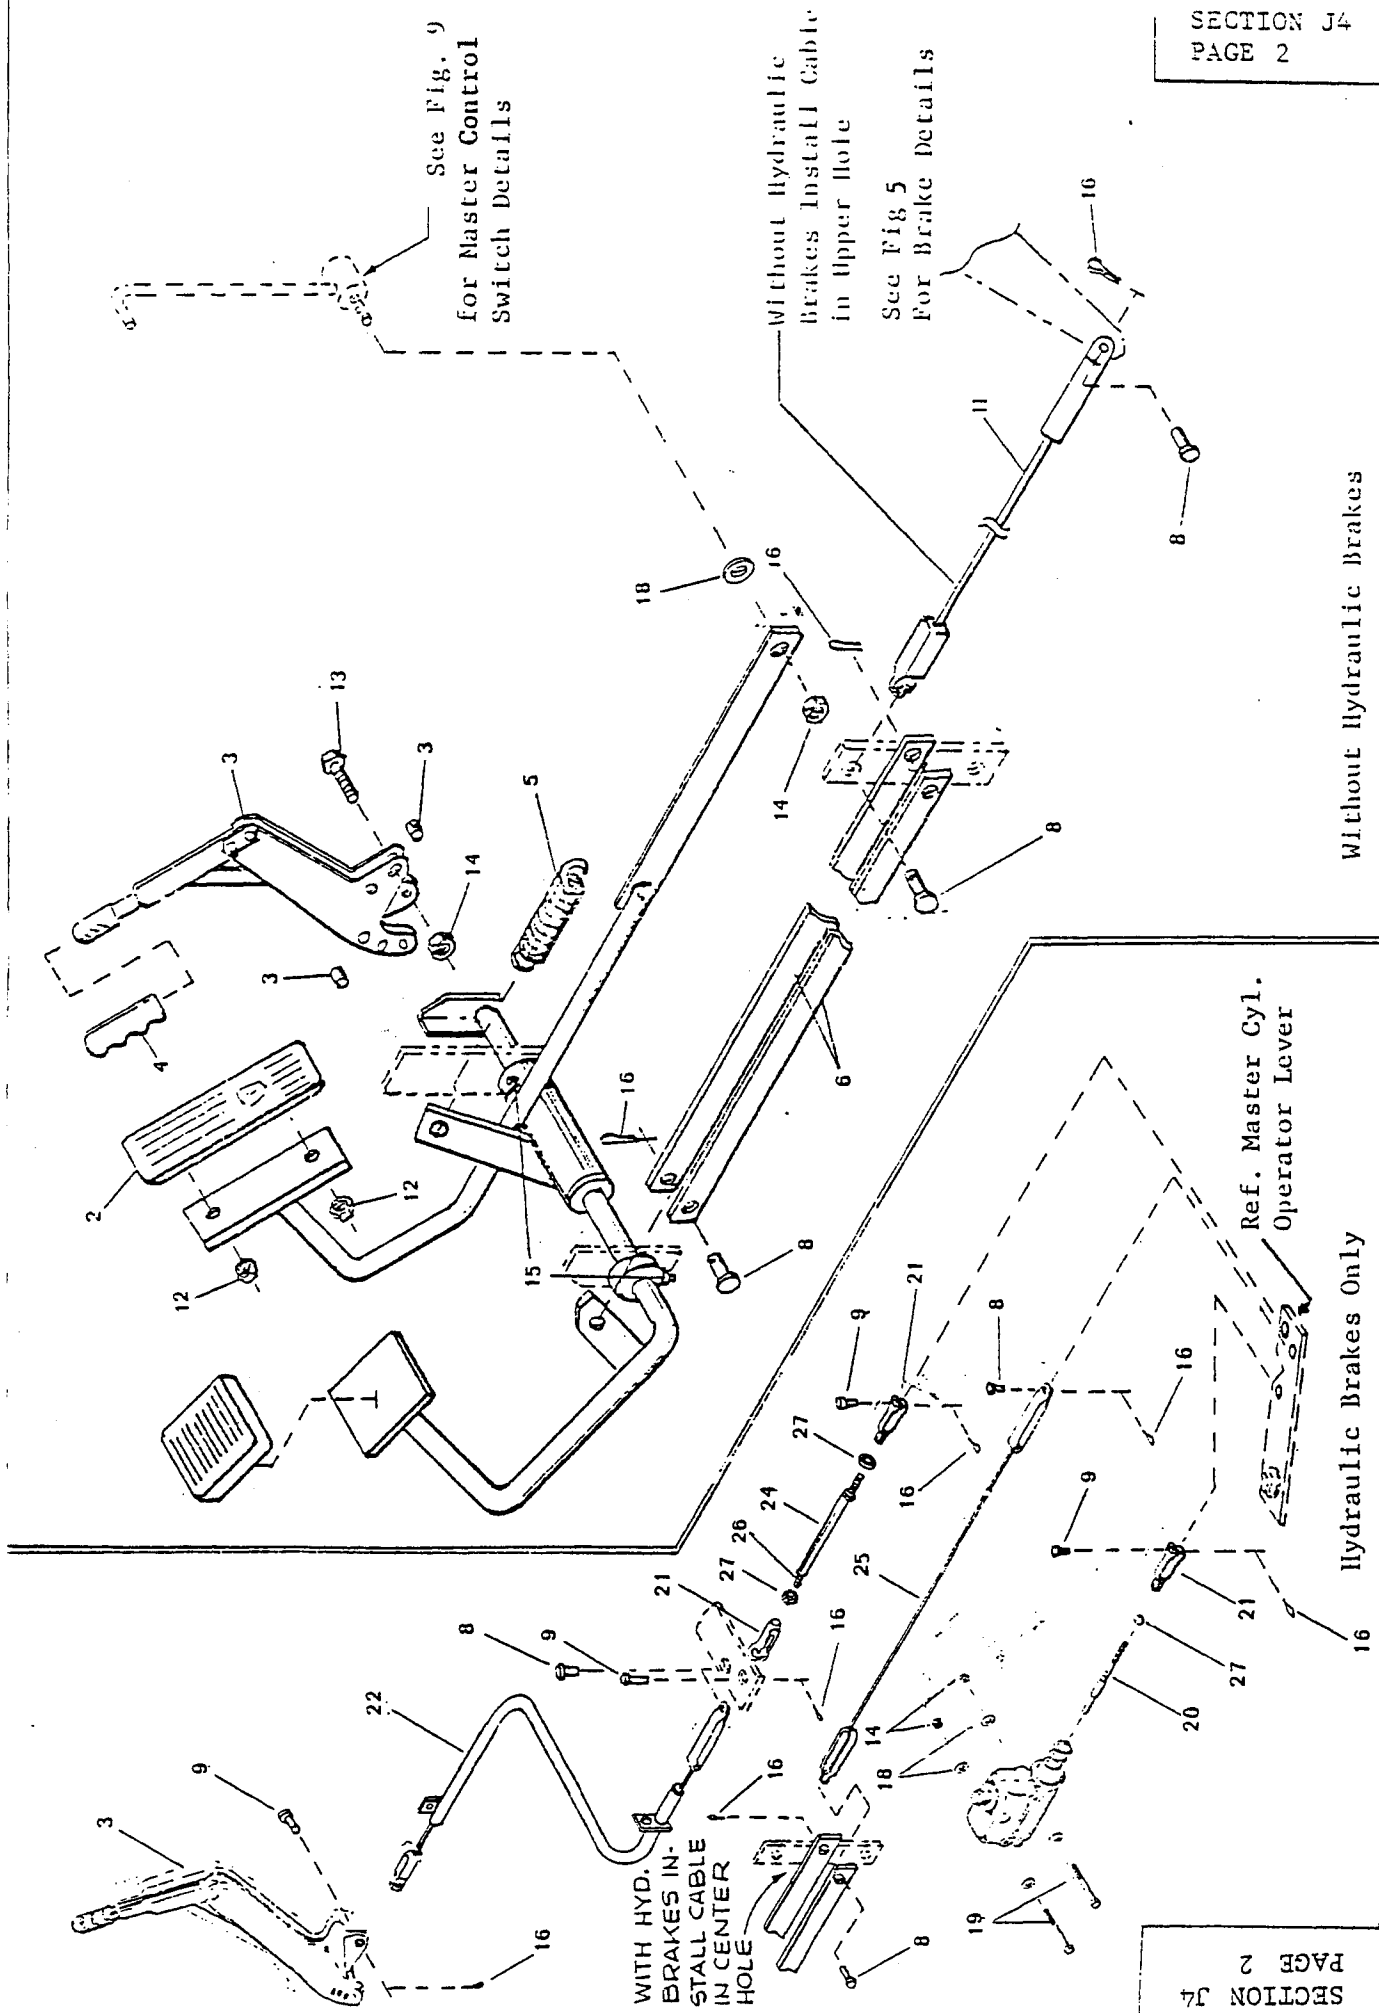 SECTION J4
PAGE 2
See Fig. 9
for Master Control
Switch Details
Without Hydraulic
Brakes Install Cable
in Upper Hole
See Fig 5
For Brake Details
16
11
8
Without Hydraulic Brakes
18
16
14
8
13
3
3
5
14
3
4
2
12
12
16
15
6
8
21
9
8
27
16
16
24
26
27
21
9
25
8
9
16
22
9
3
16
16
WITH HYD.
BRAKES IN-
STALL CABLE
IN CENTER
HOLE
8
14
18
19
20
27
21
16
Ref. Master Cyl.
Operator Lever
Hydraulic Brakes Only
SECTION J4
PAGE 2